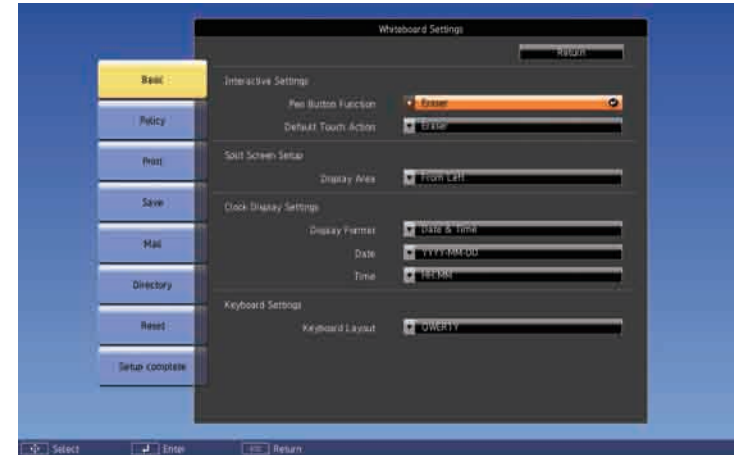 Whiteboard Settings
Return
Basic
Interactive Settings
Pen Button Function Eraser
Policy
Default Touch Action Eraser
Print
Split Screen Setup
Display Area From Left
Save
Clock Display Settings
Display Format Date & Time
Mail
Date YYYY-MM-DD
Time HH:MM
Directory
Keyboard Settings
Reset
Keyboard Layout QWERTY
Setup complete
Select Enter Return